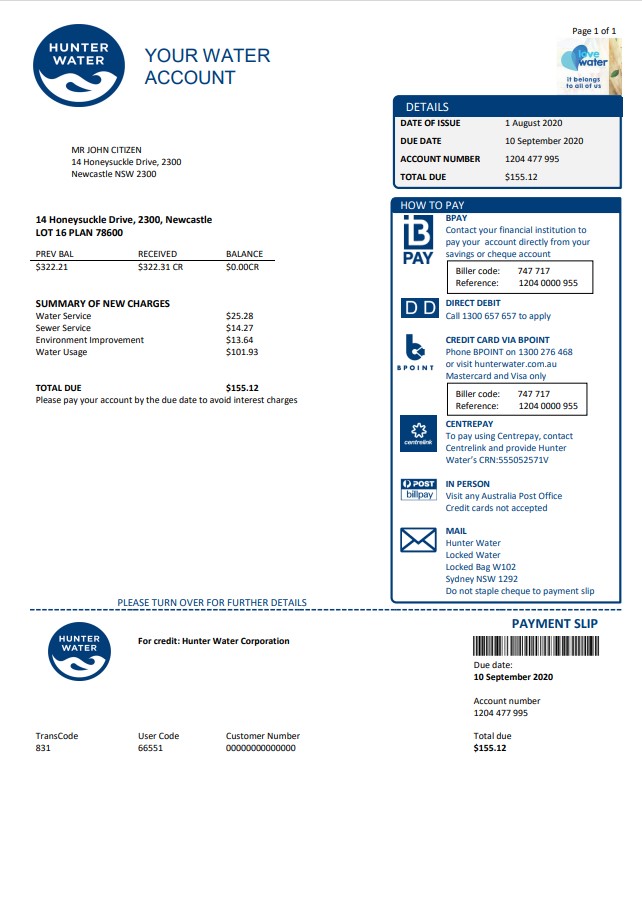 Page 1 of 1
HUNTER
WATER
YOUR WATER
ACCOUNT
love
water
it belongs
to all of us
DETAILS
DATE OF ISSUE 1 August 2020
DUE DATE 10 September 2020
ACCOUNT NUMBER 1204 477 995
TOTAL DUE $155.12
MR JOHN CITIZEN
14 Honeysuckle Drive, 2300
Newcastle NSW 2300
14 Honeysuckle Drive, 2300, Newcastle
LOT 16 PLAN 78600
PREV BAL RECEIVED BALANCE
$322.21 $322.31 CR $0.00CR
SUMMARY OF NEW CHARGES
Water Service $25.28
Sewer Service $14.27
Environment Improvement $13.64
Water Usage $101.93
TOTAL DUE $155.12
Please pay your account by the due date to avoid interest charges
HOW TO PAY
B
PAY
BPAY
Contact your financial institution to
pay your account directly from your
savings or cheque account
Biller code: 747 717
Reference: 1204 0000 955
D D
DIRECT DEBIT
Call 1300 657 657 to apply
b
BPOINT
CREDIT CARD VIA BPOINT
Phone BPOINT on 1300 276 468
or visit hunterwater.com.au
Mastercard and Visa only
Biller code: 747 717
Reference: 1204 0000 955
centrelink
CENTREPAY
To pay using Centrepay, contact
Centrelink and provide Hunter
Water's CRN:555052571V
POST
billpay
IN PERSON
Visit any Australia Post Office
Credit cards not accepted
MAIL
Hunter Water
Locked Water
Locked Bag W102
Sydney NSW 1292
Do not staple cheque to payment slip
PLEASE TURN OVER FOR FURTHER DETAILS
HUNTER
WATER
For credit: Hunter Water Corporation
PAYMENT SLIP
Due date:
10 September 2020
Account number
1204 477 995
TransCode User Code Customer Number Total due
831 66551 00000000000000 $155.12